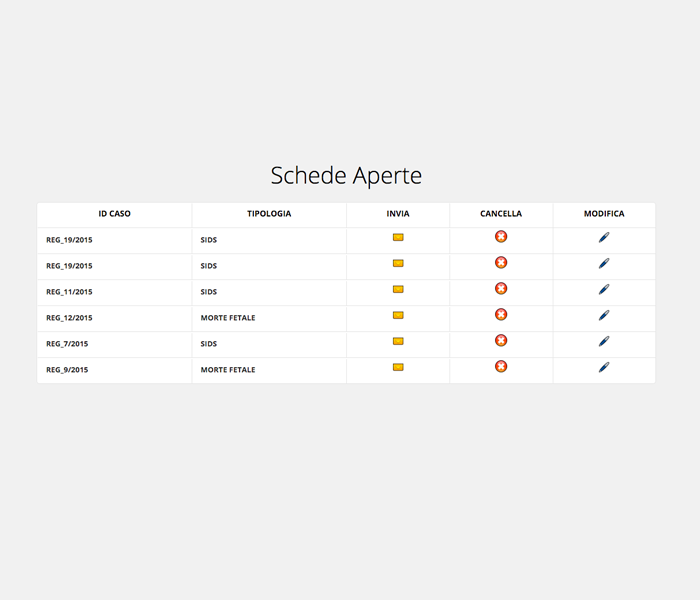 Schede Aperte
ID CASO TIPOLOGIA INVIA CANCELLA MODIFICA
REG_19/2015 SIDS
REG_19/2015 SIDS
REG_11/2015 SIDS
REG_12/2015 MORTE FETALE
REG_7/2015 SIDS
REG_9/2015 MORTE FETALE